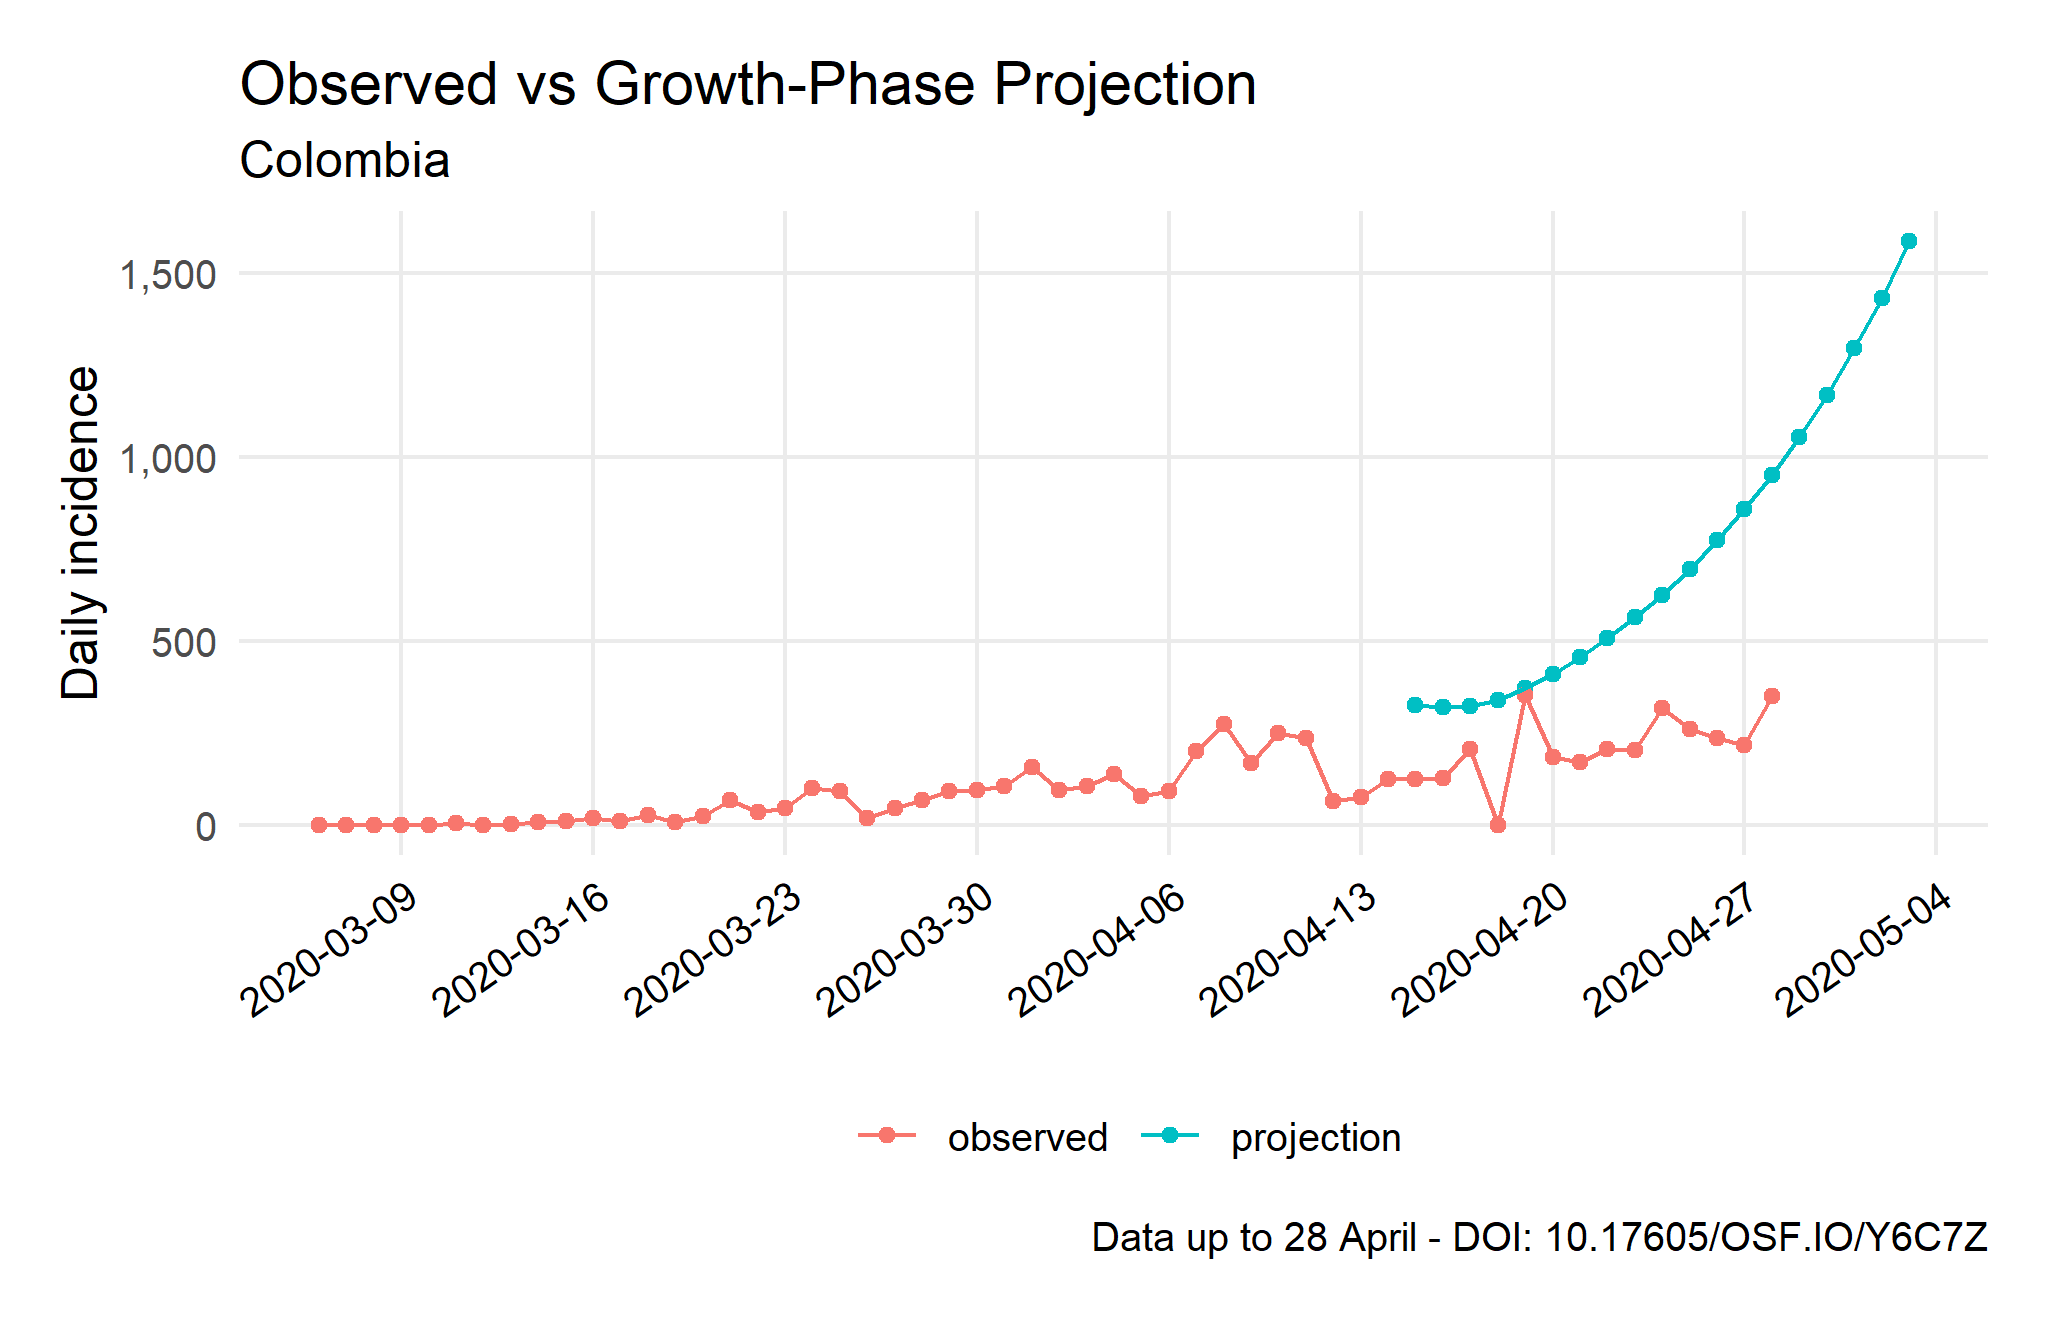 Observed vs Growth-Phase Projection
Colombia
Daily incidence
1,500
1,000
500
0
2020-03-09
2020-03-16
2020-03-23
2020-03-30
2020-04-06
2020-04-13
2020-04-20
2020-04-27
2020-05-04
observed
projection
Data up to 28 April - DOI: 10.17605/OSF.IO/Y6C7Z